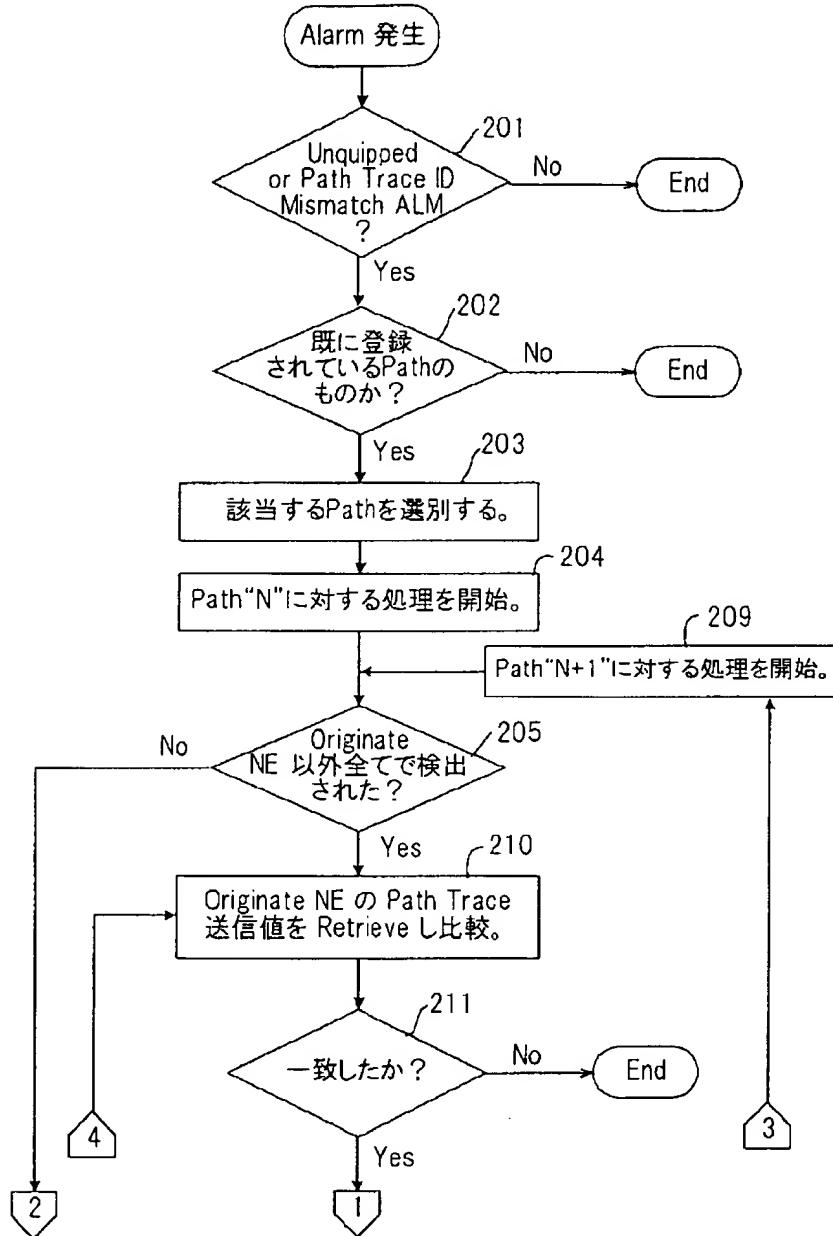 Alarm 発生
201
Unquipped
or Path Trace ID
Mismatch ALM
?
No
End
Yes
202
既に登録
されているPathの
ものか？
No
End
Yes
203
該当するPathを選別する。
204
Path“N”に対する処理を開始。
209
Path“N+1”に対する処理を開始。
205
Originate
NE 以外全てで検出
された？
No
Yes
210
Originate NE の Path Trace
送信値を Retrieve し比較。
211
一致したか？
No
End
Yes
4
3
2
1